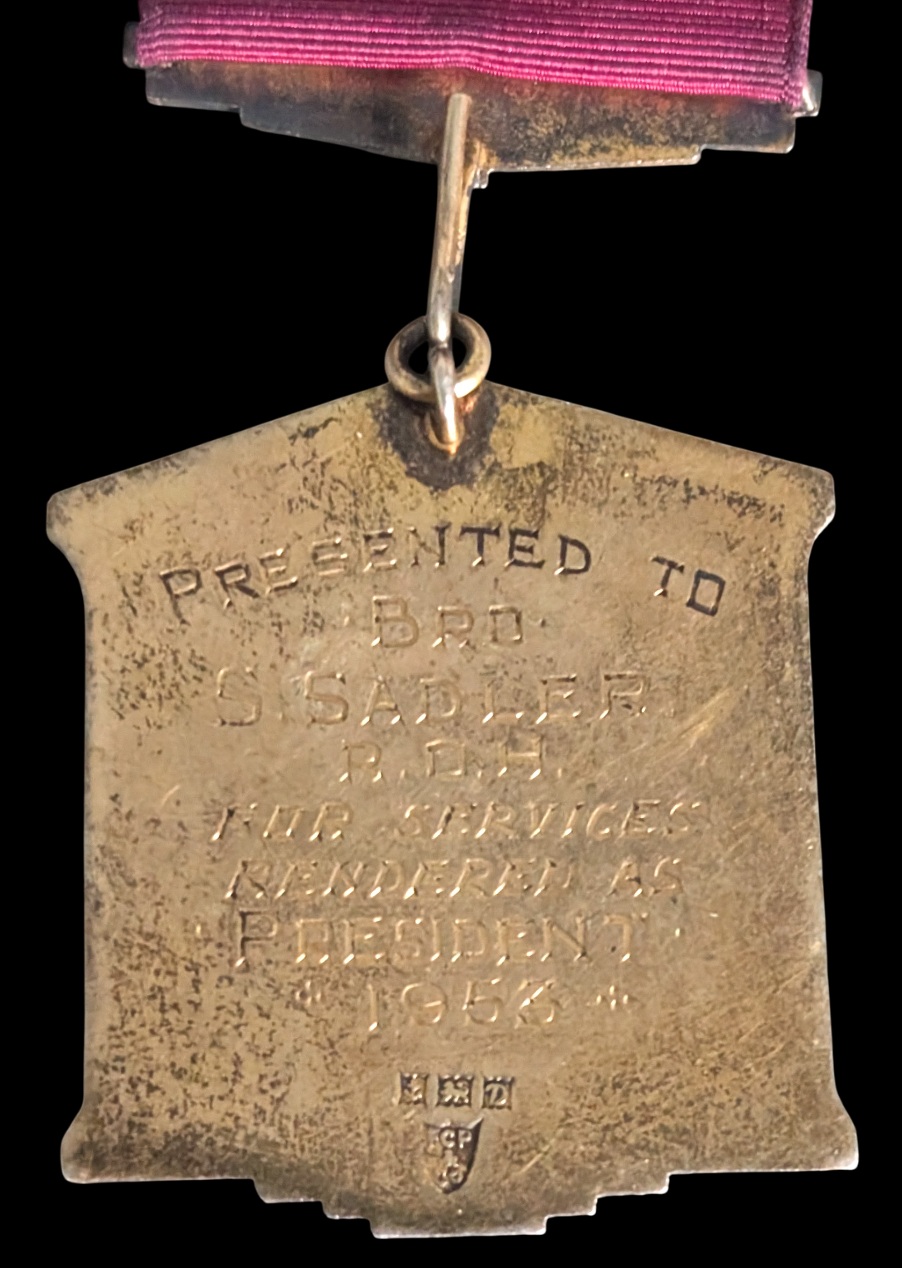 PRESENTED TO
·BRO·
S. SADLER.
R.D.H.
FOR SERVICES
RENDERED AS
·PRESIDENT·
+ 1953 +